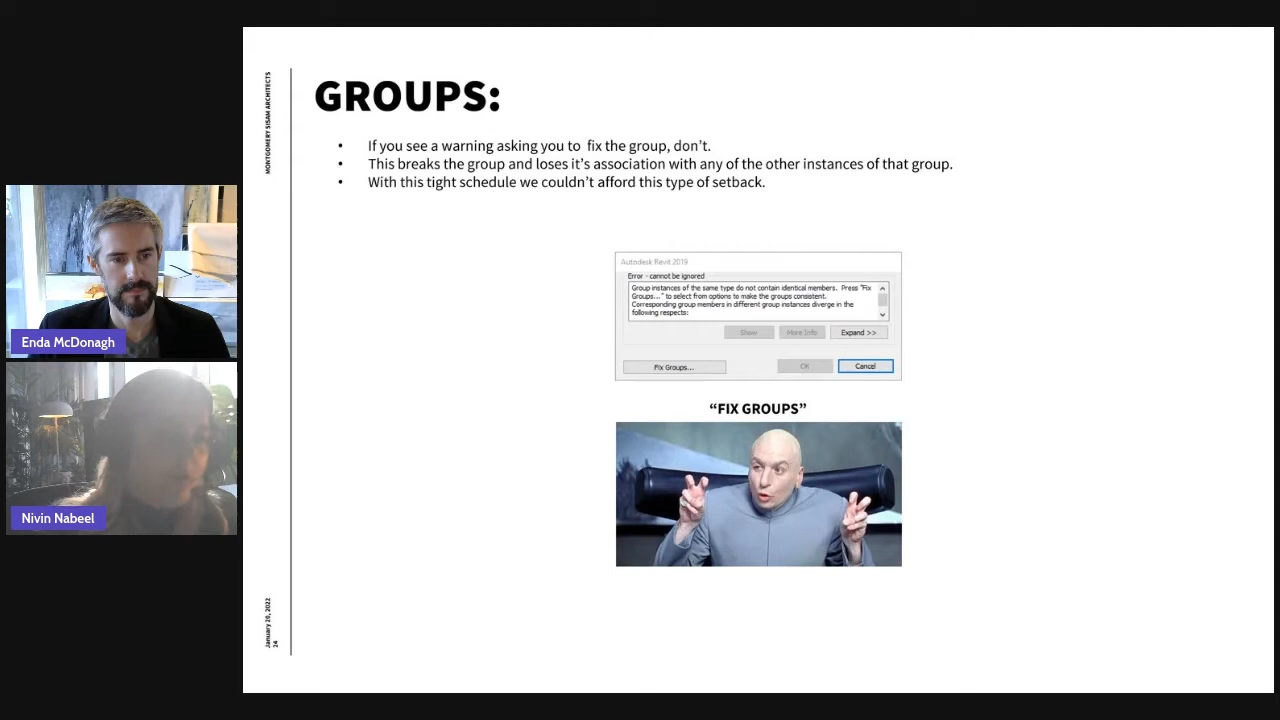 MONTGOMERY SISAM ARCHITECTS
GROUPS:
• If you see a warning asking you to fix the group, don't.
• This breaks the group and loses it's association with any of the other instances of that group.
• With this tight schedule we couldn't afford this type of setback.
Autodesk Revit 2019
Error - cannot be ignored
Group instances of the same type do not contain identical members. Press "Fix
Groups..." to select from options to make the groups consistent.
Corresponding group members in different group instances diverge in the
following respects:
Show
More Info
Expand >>
Fix Groups...
OK
Cancel
“FIX GROUPS”
Enda McDonagh
Nivin Nabeel
January 20, 2022
24